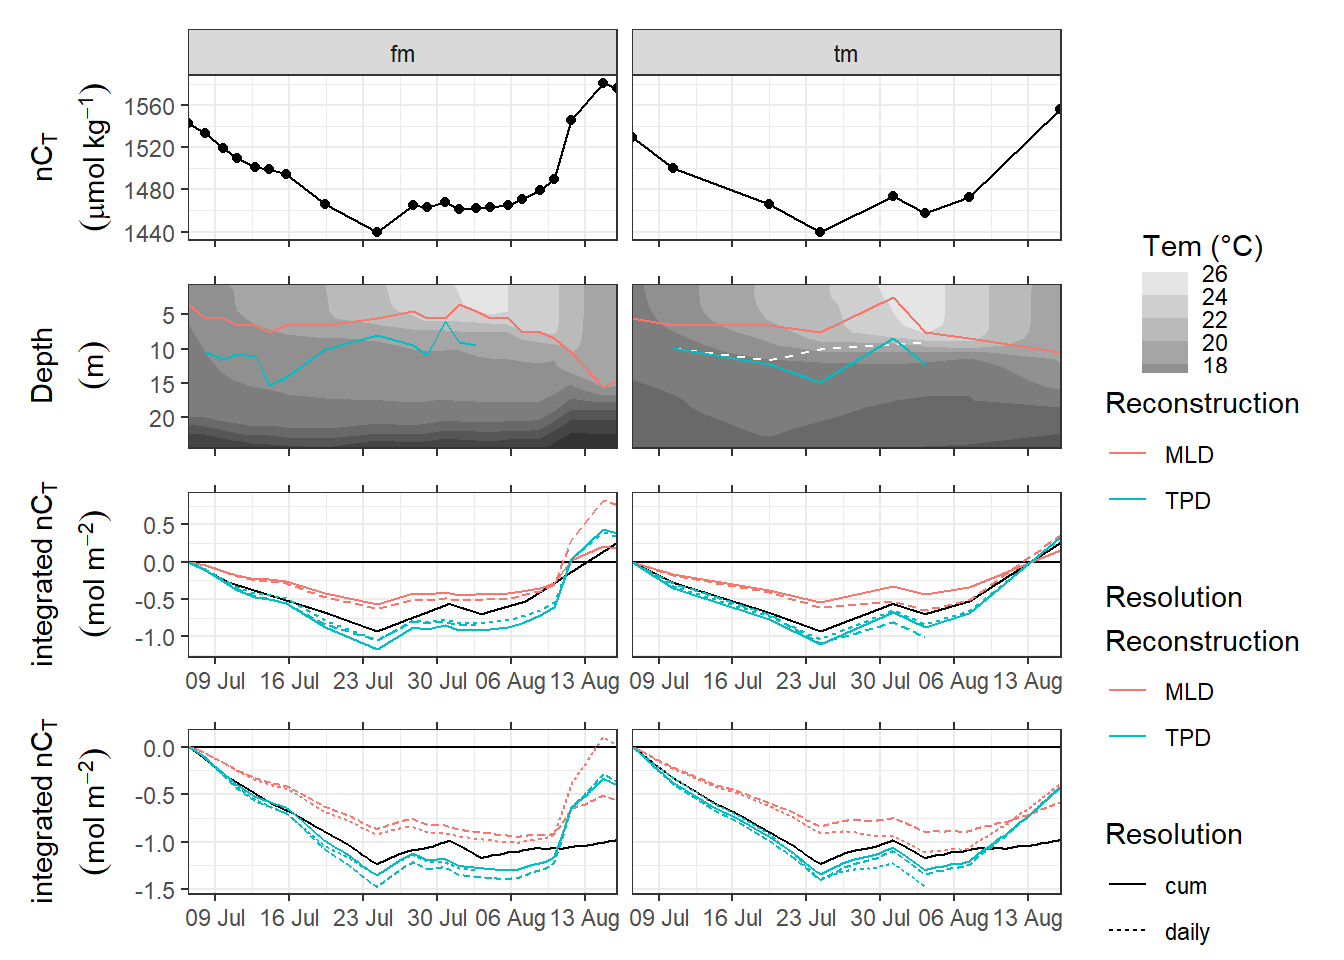 fm tm
nCT
(μmol kg−1)
1560
1520
1480
1440
Depth
(m)
5
10
15
20
integrated nCT
(mol m−2)
0.5
0.0
-0.5
-1.0
09 Jul 16 Jul 23 Jul 30 Jul 06 Aug 13 Aug 09 Jul 16 Jul 23 Jul 30 Jul 06 Aug 13 Aug
integrated nCT
(mol m−2)
0.0
-0.5
-1.0
-1.5
09 Jul 16 Jul 23 Jul 30 Jul 06 Aug 13 Aug 09 Jul 16 Jul 23 Jul 30 Jul 06 Aug 13 Aug
Tem (°C)
26
24
22
20
18
Reconstruction
MLD
TPD
Resolution
Reconstruction
MLD
TPD
Resolution
cum
daily